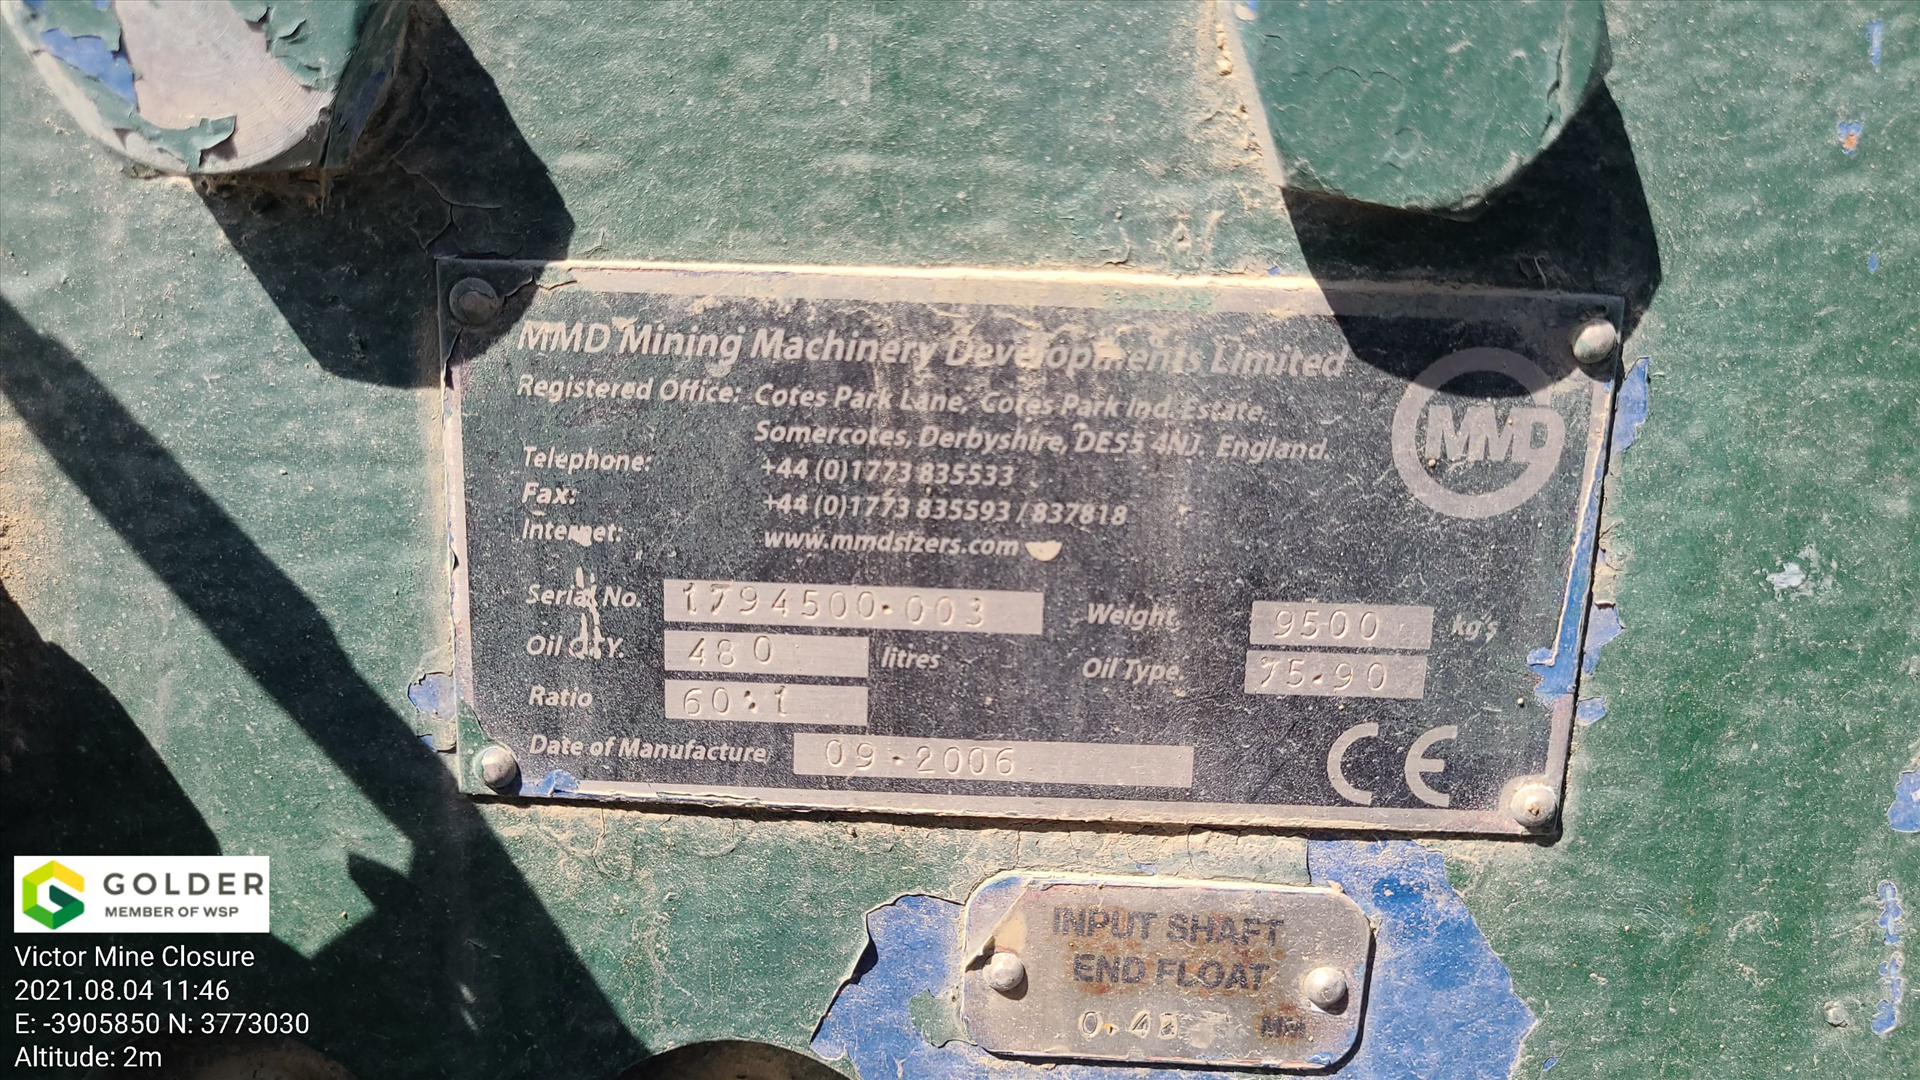 MMD Mining Machinery Developments Limited
Registered Office: Cotes Park Lane, Cotes Park Ind. Estate,
Somercotes, Derbyshire, DE55 4NJ. England.
Telephone: +44 (0)1773 835533
Fax: +44 (0)1773 835593 / 837818
Internet: www.mmdsizers.com
MMD
Serial No. 1794500·003 Weight 9500 kg's
Oil QTY. 480 litres Oil Type 75·90
Ratio 60:1
Date of Manufacture 09-2006
CE
INPUT SHAFT
END FLOAT
MM
GOLDER
MEMBER OF WSP
Victor Mine Closure
2021.08.04 11:46
E: -3905850 N: 3773030
Altitude: 2m